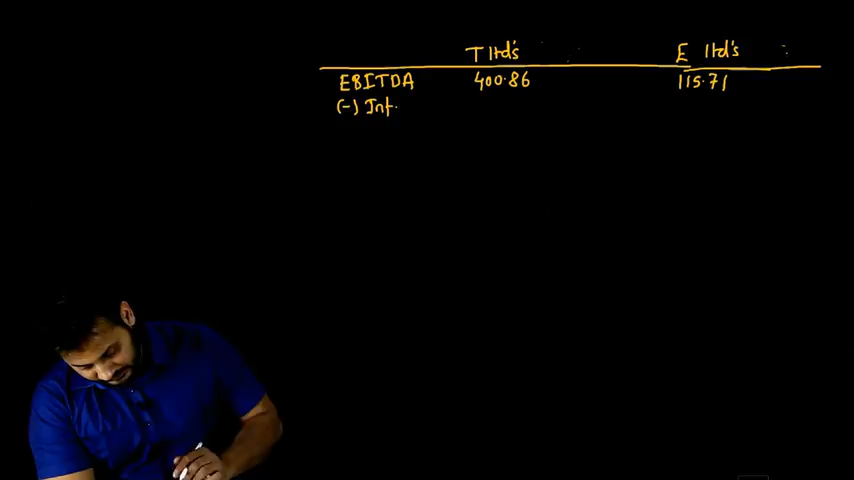 T ltd's E ltd's
EBITDA 400.86 115.71
(-) Int.